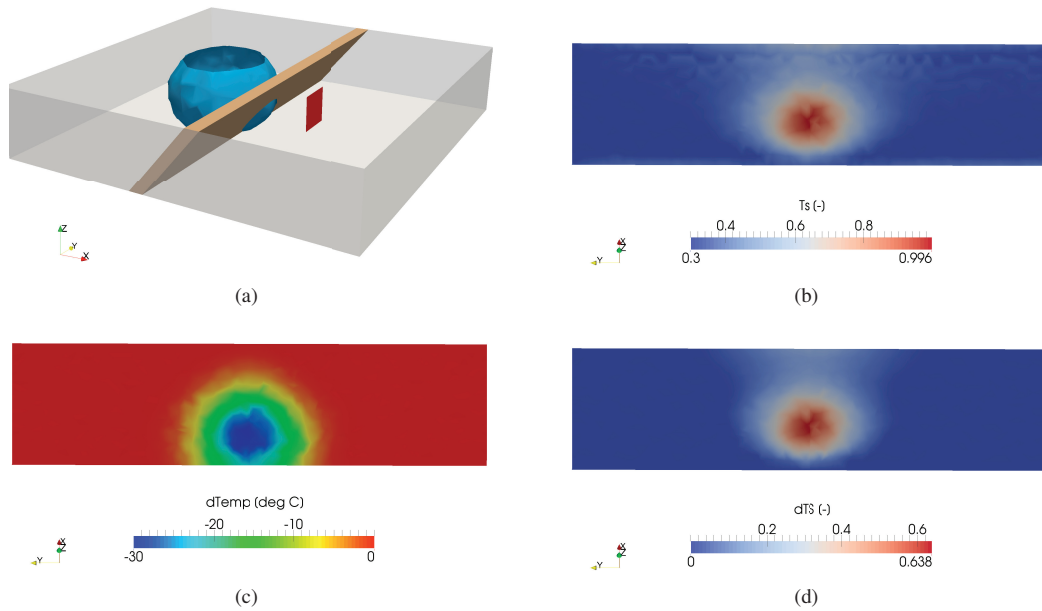 Z
Y
X
(a)
Ts (-)
0.4 0.6 0.8
0.3 0.996
X
Z
Y
(b)
dTemp (deg C)
-20 -10
-30 0
X
Z
Y
(c)
dTS (-)
0.2 0.4 0.6
0 0.638
X
Z
Y
(d)